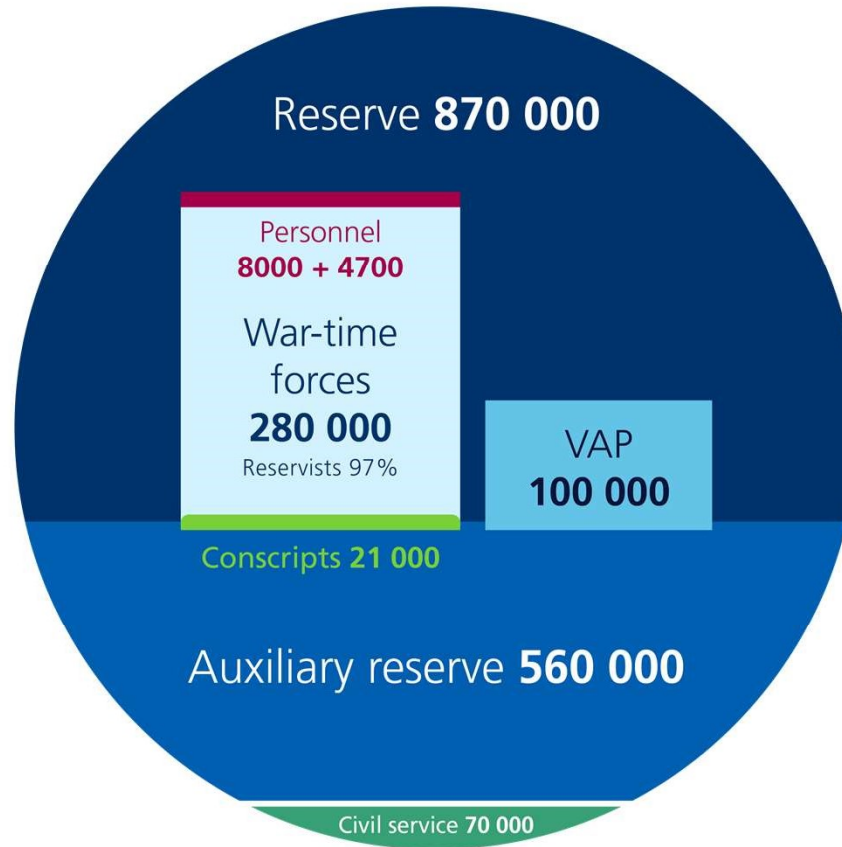 Reserve 870 000
Personnel
8000 + 4700
War-time
forces
280 000
Reservists 97%
VAP
100 000
Conscripts 21 000
Auxiliary reserve 560 000
Civil service 70 000